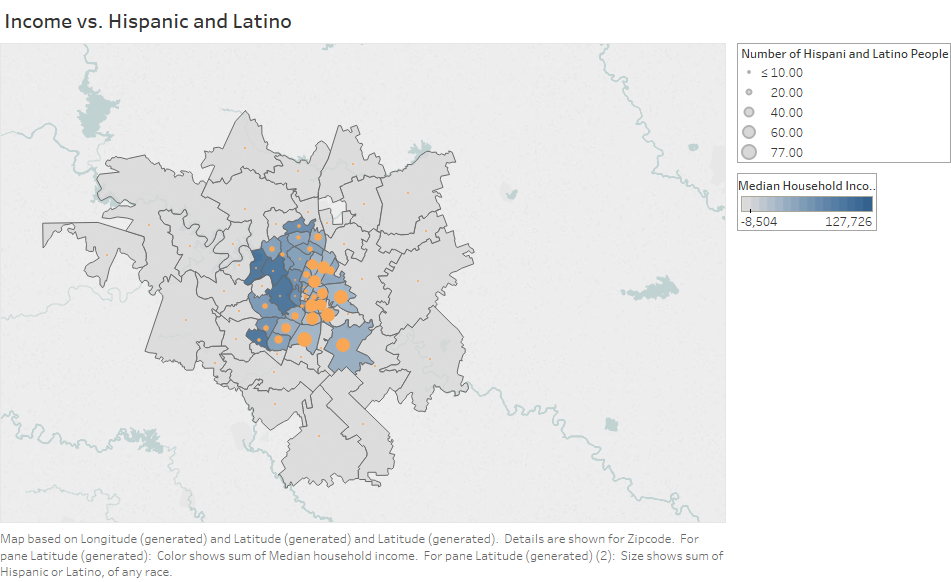 Income vs. Hispanic and Latino
Number of Hispani and Latino People
≤ 10.00
20.00
40.00
60.00
77.00
Median Household Inco..
-8,504 127,726
Map based on Longitude (generated) and Latitude (generated) and Latitude (generated). Details are shown for Zipcode. For
pane Latitude (generated): Color shows sum of Median household income. For pane Latitude (generated) (2): Size shows sum of
Hispanic or Latino, of any race.